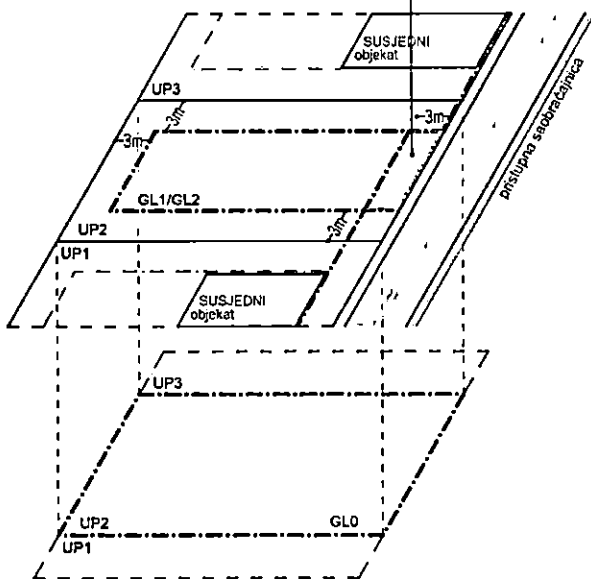 SUSJEDNI
objekat
UP3
3m
3m
3m
pristupna saobraćajnica
GL1/GL2
3m
UP2
UP1
SUSJEDNI
objekat
UP3
UP2
GL0
UP1